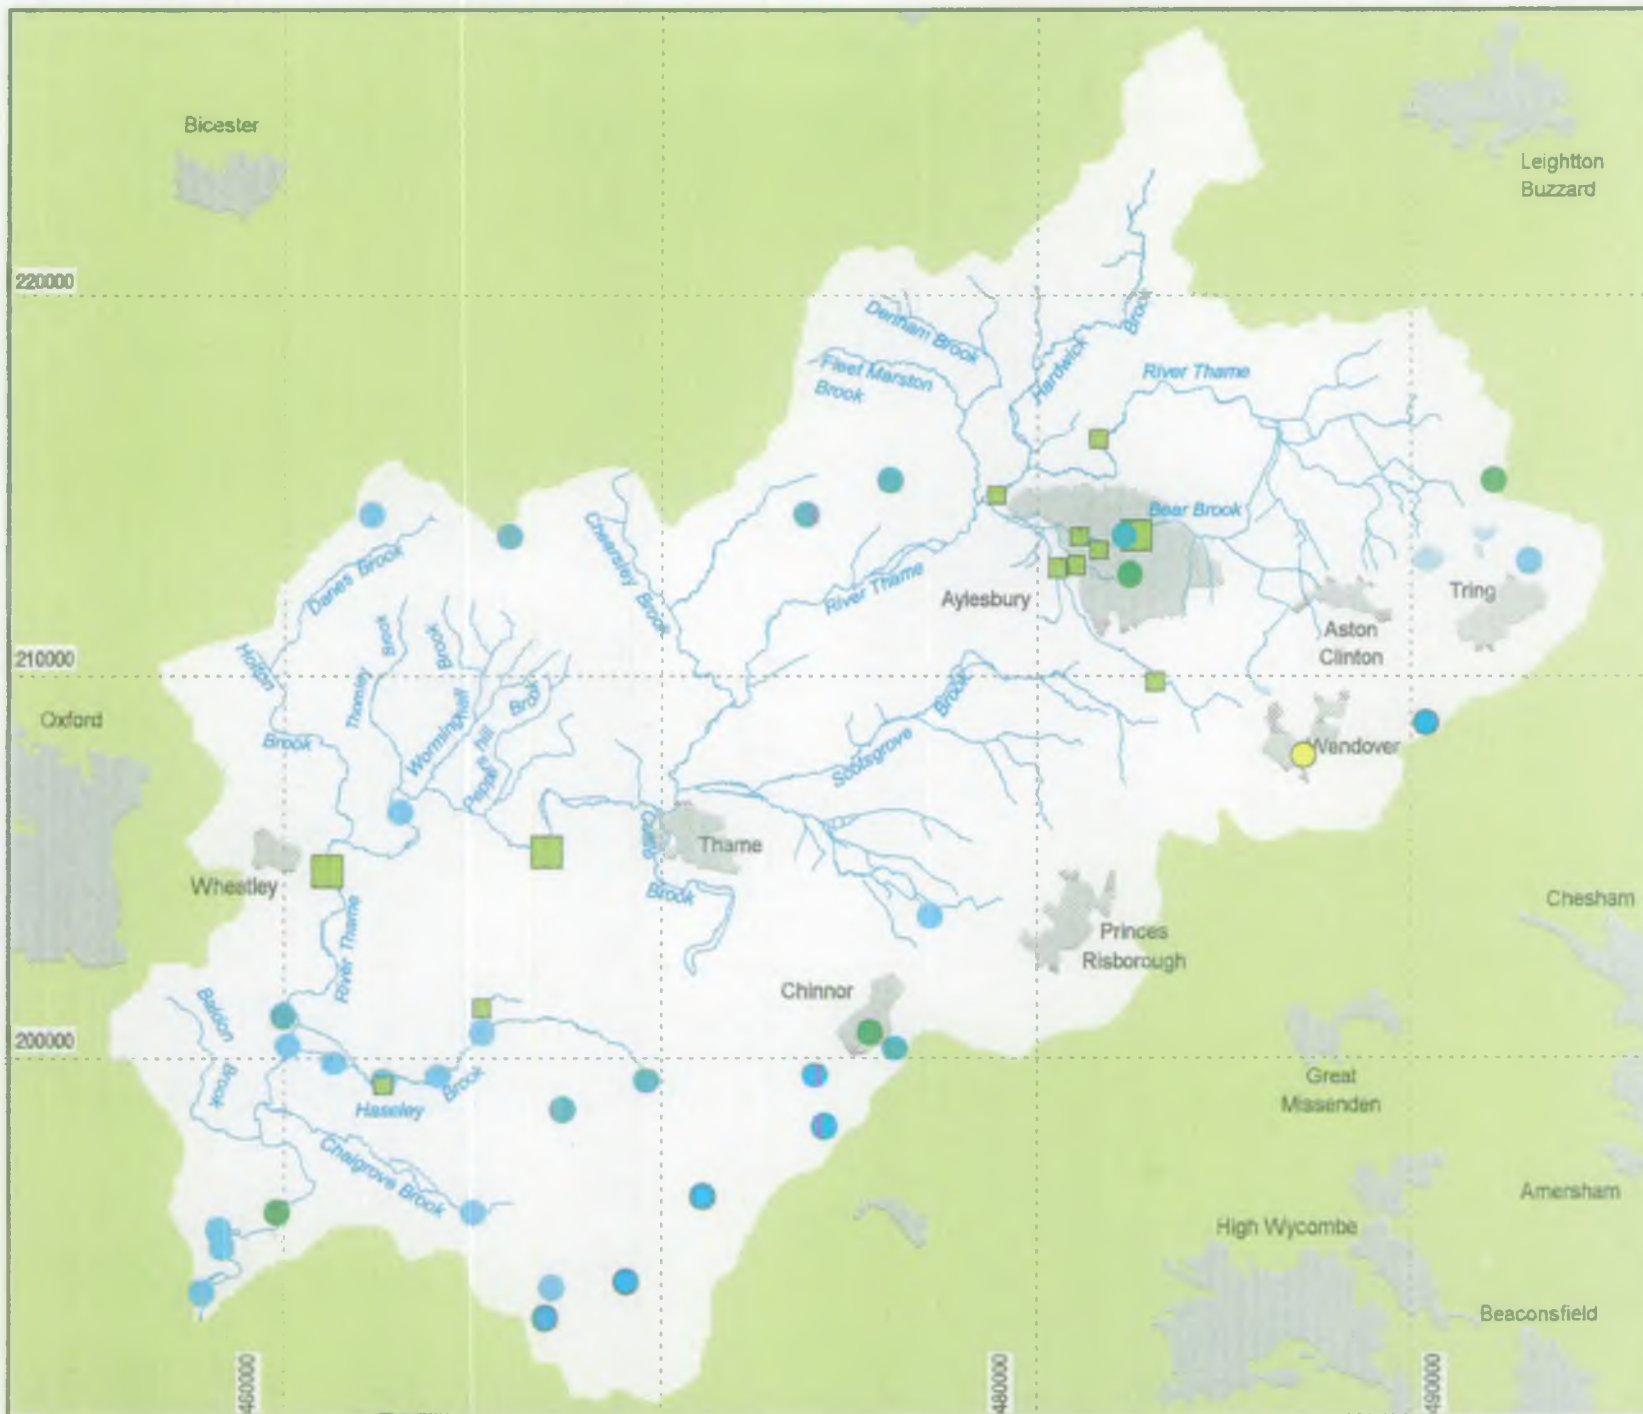 Bicester
Leightton
Buzzard
220000
Denham Brook
Hardwick
Brook
Fleet Marston
Brook
River Thame
Bear Brook
Chearsley Brook
Danes Brook
River Thame
Aylesbury
Tring
Aston
Clinton
210000
Holton
Brook
Thomley
Brook
Worminghall
Brook
Peppershill
Brook
Oxford
Scotsgrove
Brook
Wendover
Cuttle
Brook
Thame
Wheatley
River Thame
Chesham
Princes
Risborough
Chinnor
Baldon
Brook
200000
Haseley
Brook
Great
Missenden
Chalgrove Brook
Amersham
High Wycombe
Beaconsfield
460000
480000
490000